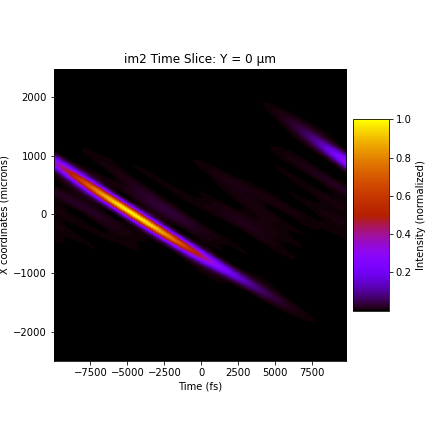 im2 Time Slice: Y = 0 μm
X coordinates (microns)
2000
1000
0
−1000
−2000
−7500 −5000 −2500 0 2500 5000 7500
Time (fs)
1.0
0.8
0.6
0.4
0.2
Intensity (normalized)